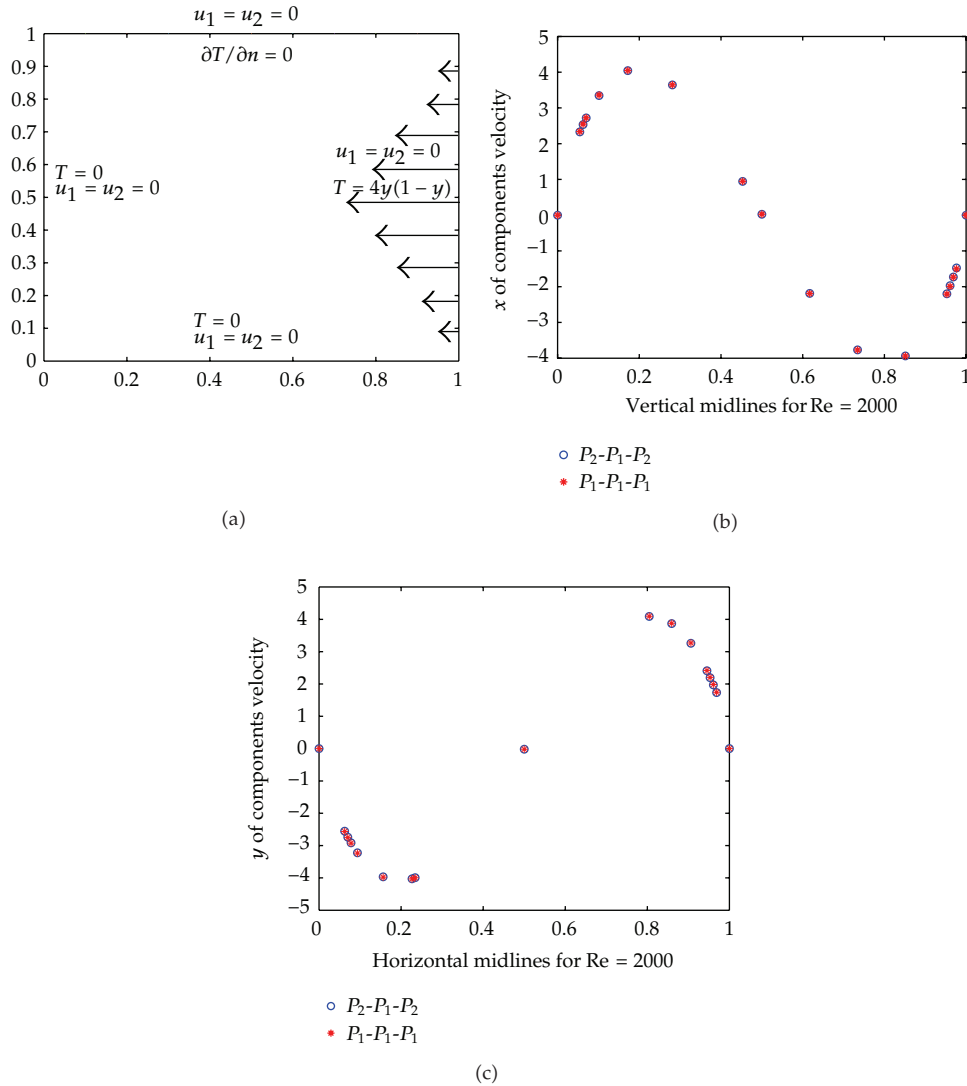 u1 = u2 = 0
1
0.9
0.8
0.7
0.6
0.5
0.4
0.3
0.2
0.1
0
∂T/∂n = 0
u1 = u2 = 0
T = 4y(1 − y)
T = 0
u1 = u2 = 0
T = 0
u1 = u2 = 0
0 0.2 0.4 0.6 0.8 1
(a)
x of components velocity
5
4
3
2
1
0
−1
−2
−3
−4
0 0.2 0.4 0.6 0.8 1
Vertical midlines for Re = 2000
P2-P1-P2
P1-P1-P1
(b)
y of components velocity
5
4
3
2
1
0
−1
−2
−3
−4
−5
0 0.2 0.4 0.6 0.8 1
Horizontal midlines for Re = 2000
P2-P1-P2
P1-P1-P1
(c)